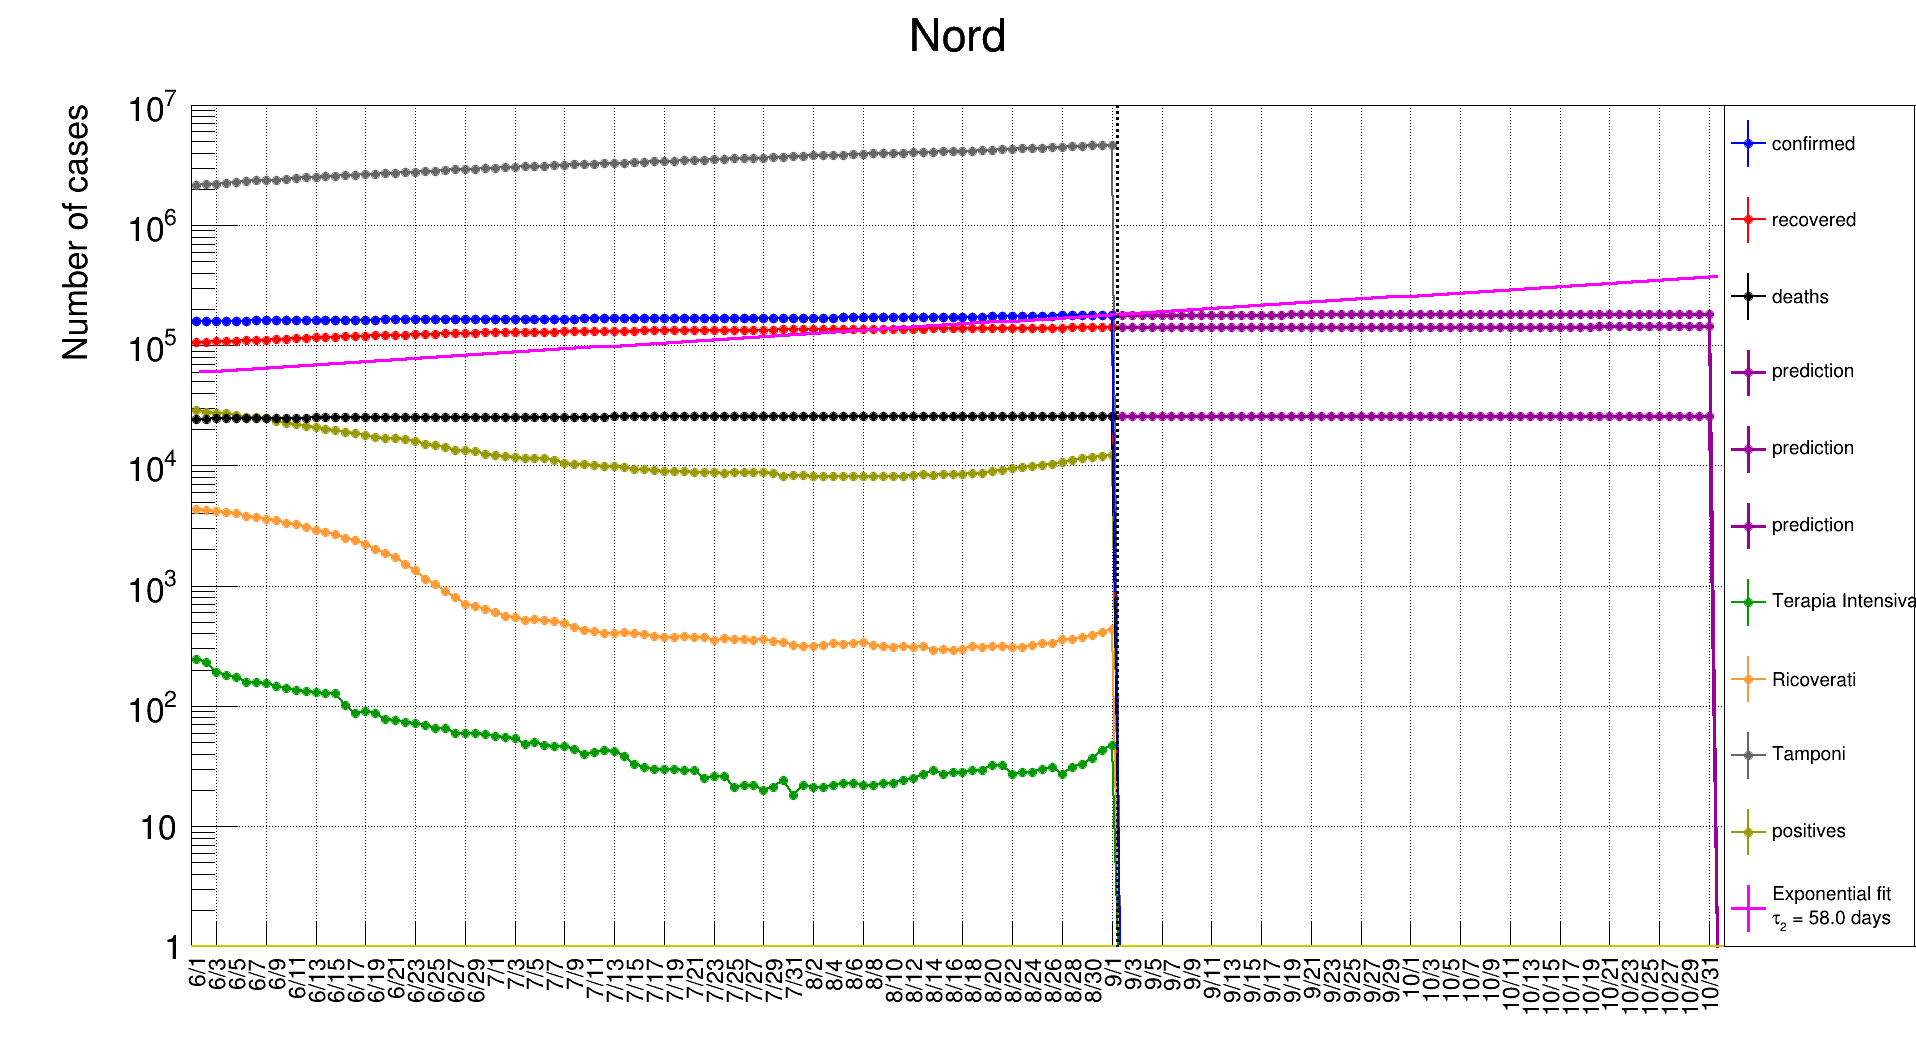 Nord
Number of cases
10^7
10^6
10^5
10^4
10^3
10^2
10
1
6/1 6/3 6/5 6/7 6/9 6/11 6/13 6/15 6/17 6/19 6/21 6/23 6/25 6/27 6/29 7/1 7/3 7/5 7/7 7/9 7/11 7/13 7/15 7/17 7/19 7/21 7/23 7/25 7/27 7/29 7/31 8/2 8/4 8/6 8/8 8/10 8/12 8/14 8/16 8/18 8/20 8/22 8/24 8/26 8/28 8/30 9/1 9/3 9/5 9/7 9/9 9/11 9/13 9/15 9/17 9/19 9/21 9/23 9/25 9/27 9/29 10/1 10/3 10/5 10/7 10/9 10/11 10/13 10/15 10/17 10/19 10/21 10/23 10/25 10/27 10/29 10/31
confirmed
recovered
deaths
prediction
prediction
prediction
Terapia Intensiva
Ricoverati
Tamponi
positives
Exponential fit
τ₂ = 58.0 days